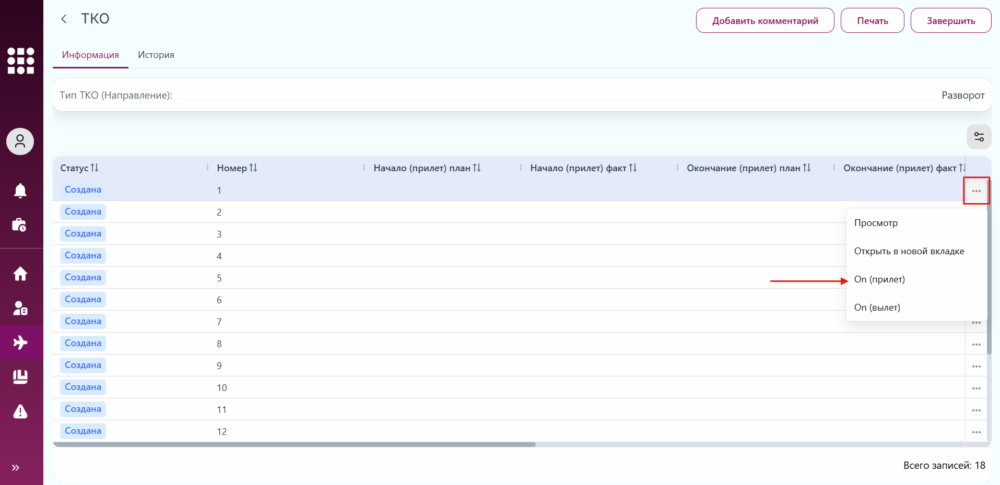 ТКО
Добавить комментарий
Печать
Завершить
Информация
История
Тип ТКО (Направление):
Разворот
Статус
Номер
Начало (прилет) план
Начало (прилет) факт
Окончание (прилет) план
Окончание (прилет) факт
Создана 1
Создана 2
Создана 3
Создана 4
Создана 5
Создана 6
Создана 7
Создана 8
Создана 9
Создана 10
Создана 11
Создана 12
Просмотр
Открыть в новой вкладке
On (прилет)
On (вылет)
Всего записей: 18